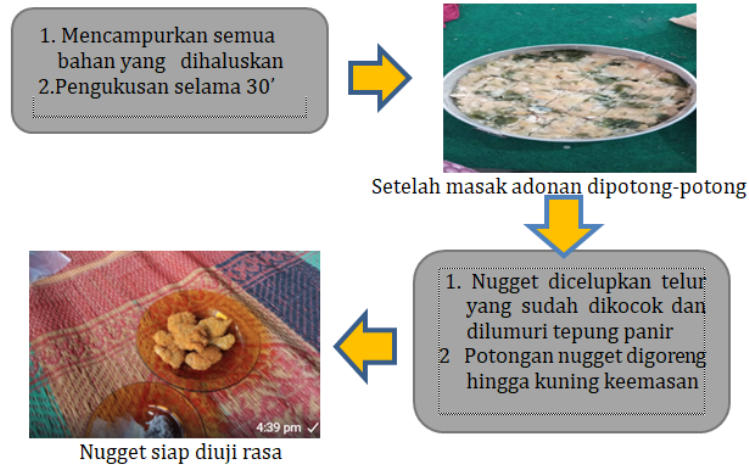 1. Mencampurkan semua
bahan yang dihaluskan
2.Pengukusan selama 30’
Setelah masak adonan dipotong-potong
1. Nugget dicelupkan telur
yang sudah dikocok dan
dilumuri tepung panir
2 Potongan nugget digoreng
hingga kuning keemasan
4:39 pm ✓
Nugget siap diuji rasa